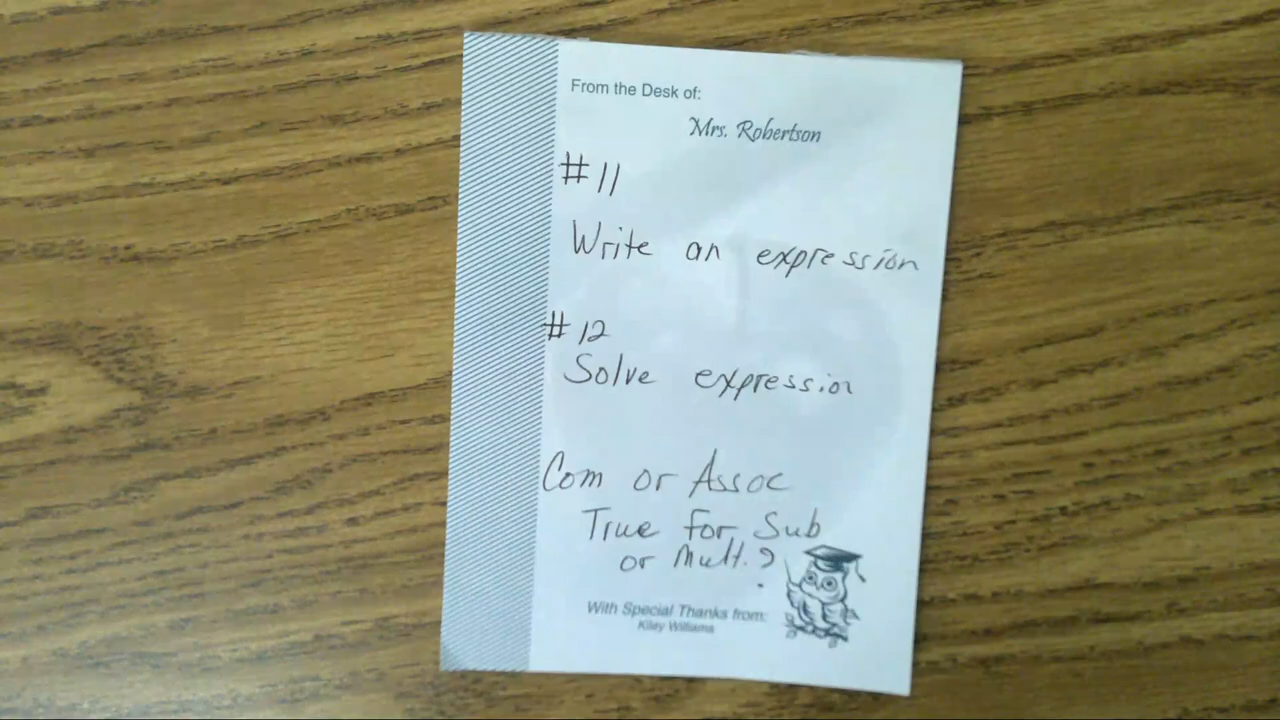 From the Desk of:
Mrs. Robertson
#11
Write an expression
#12
Solve expression
Com or Assoc
True for Sub
or Mult.?
With Special Thanks from:
Kiley Williams